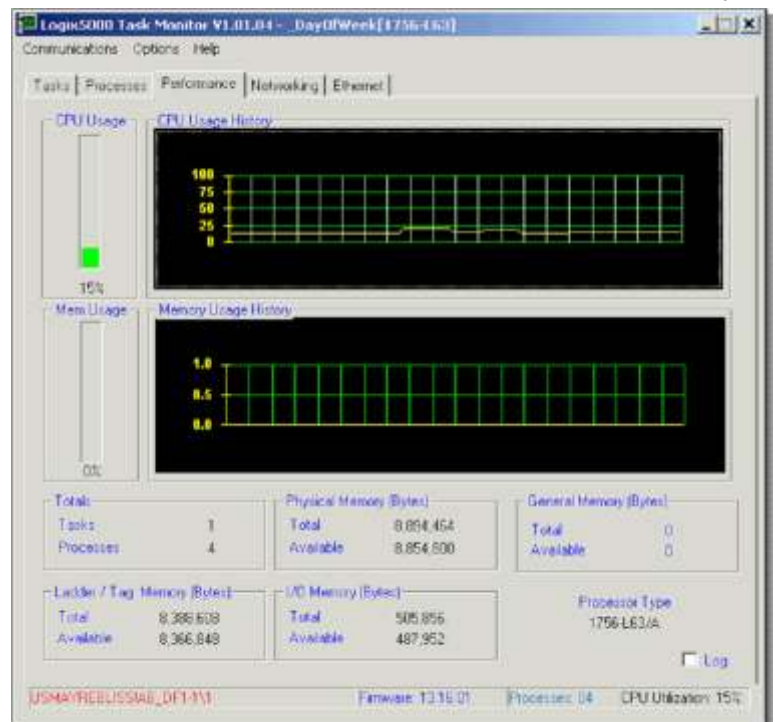 Logix5000 Task Monitor V1.01.04 - _DayOfWeek[1756-L63]
Communications Options Help
Tasks Processes Performance Networking Ethernet
CPU Usage CPU Usage History
100
75
50
25
0
15%
Mem Usage Memory Usage History
1.0
0.5
0.0
0%
Totals Physical Memory (Bytes) General Memory (Bytes)
Tasks 1 Total 8,894,464 Total 0
Processes 4 Available 8,854,600 Available 0
Ladder / Tag Memory (Bytes) I/O Memory (Bytes) Processor Type
Total 8,388,608 Total 505,856 1756-L63/A
Available 8,366,848 Available 487,952
Log
Firmware: 13.16.01 Processes: 04 CPU Utilization: 15%